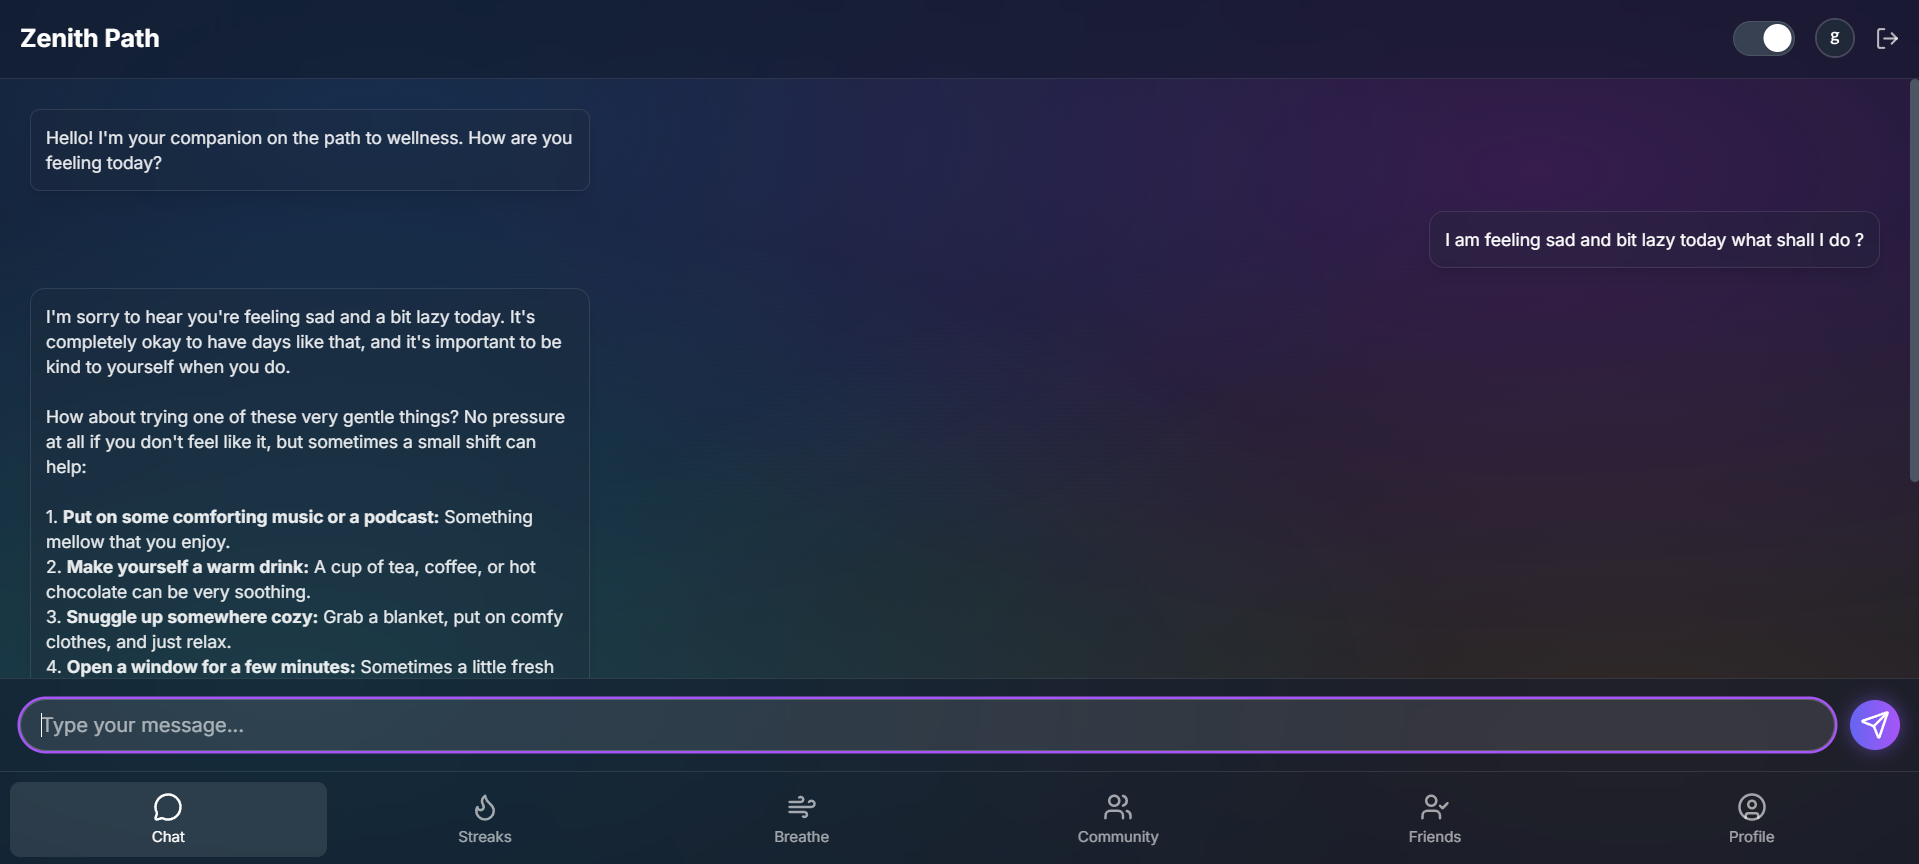 Zenith Path
g
Hello! I'm your companion on the path to wellness. How are you
feeling today?
I am feeling sad and bit lazy today what shall I do ?
I'm sorry to hear you're feeling sad and a bit lazy today. It's
completely okay to have days like that, and it's important to be
kind to yourself when you do.
How about trying one of these very gentle things? No pressure
at all if you don't feel like it, but sometimes a small shift can
help:
1. Put on some comforting music or a podcast: Something
mellow that you enjoy.
2. Make yourself a warm drink: A cup of tea, coffee, or hot
chocolate can be very soothing.
3. Snuggle up somewhere cozy: Grab a blanket, put on comfy
clothes, and just relax.
4. Open a window for a few minutes: Sometimes a little fresh
Type your message...
Chat
Streaks
Breathe
Community
Friends
Profile